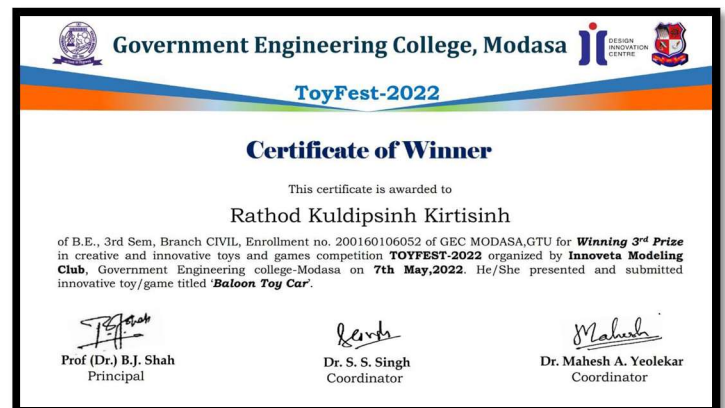 Government Engineering College, Modasa
DESIGN
INNOVATION
CENTRE
ToyFest-2022
Certificate of Winner
This certificate is awarded to
Rathod Kuldipsinh Kirtisinh
of B.E., 3rd Sem, Branch CIVIL, Enrollment no. 200160106052 of GEC MODASA,GTU for Winning 3rd Prize
in creative and innovative toys and games competition TOYFEST-2022 organized by Innoveta Modeling
Club, Government Engineering college-Modasa on 7th May,2022. He/She presented and submitted
innovative toy/game titled ‘Baloon Toy Car’.
Mahesh
Prof (Dr.) B.J. Shah
Dr. S. S. Singh
Dr. Mahesh A. Yeolekar
Principal
Coordinator
Coordinator